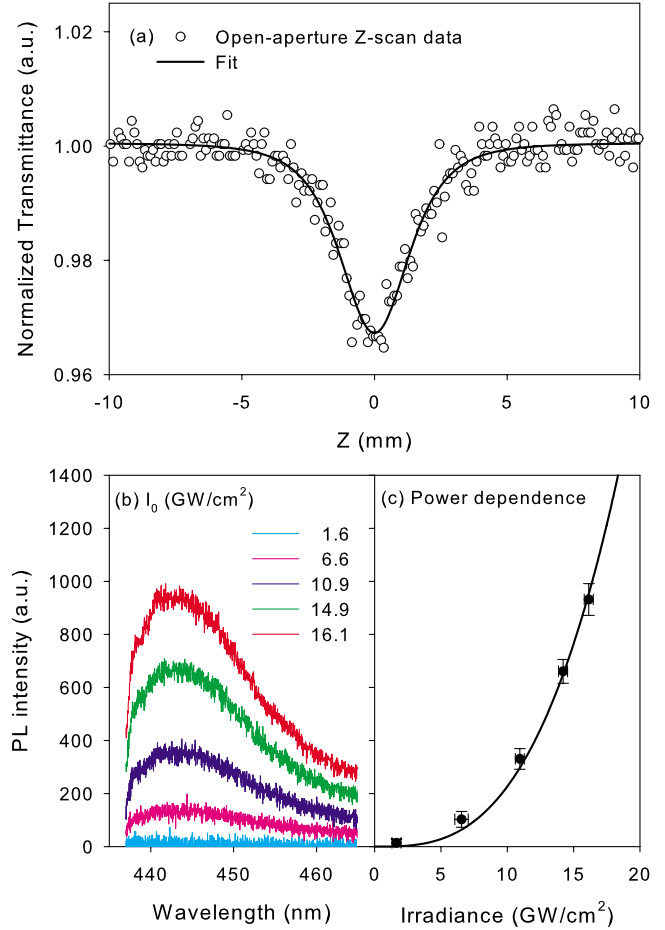 1.02
(a)
Open-aperture Z-scan data
Fit
1.00
0.98
0.96
Normalized Transmittance (a.u.)
-10 -5 0 5 10
Z (mm)
1400
1200
1000
800
600
400
200
0
PL intensity (a.u.)
(b) I0 (GW/cm²)
1.6
6.6
10.9
14.9
16.1
440 450 460
Wavelength (nm)
(c) Power dependence
0 5 10 15 20
Irradiance (GW/cm²)